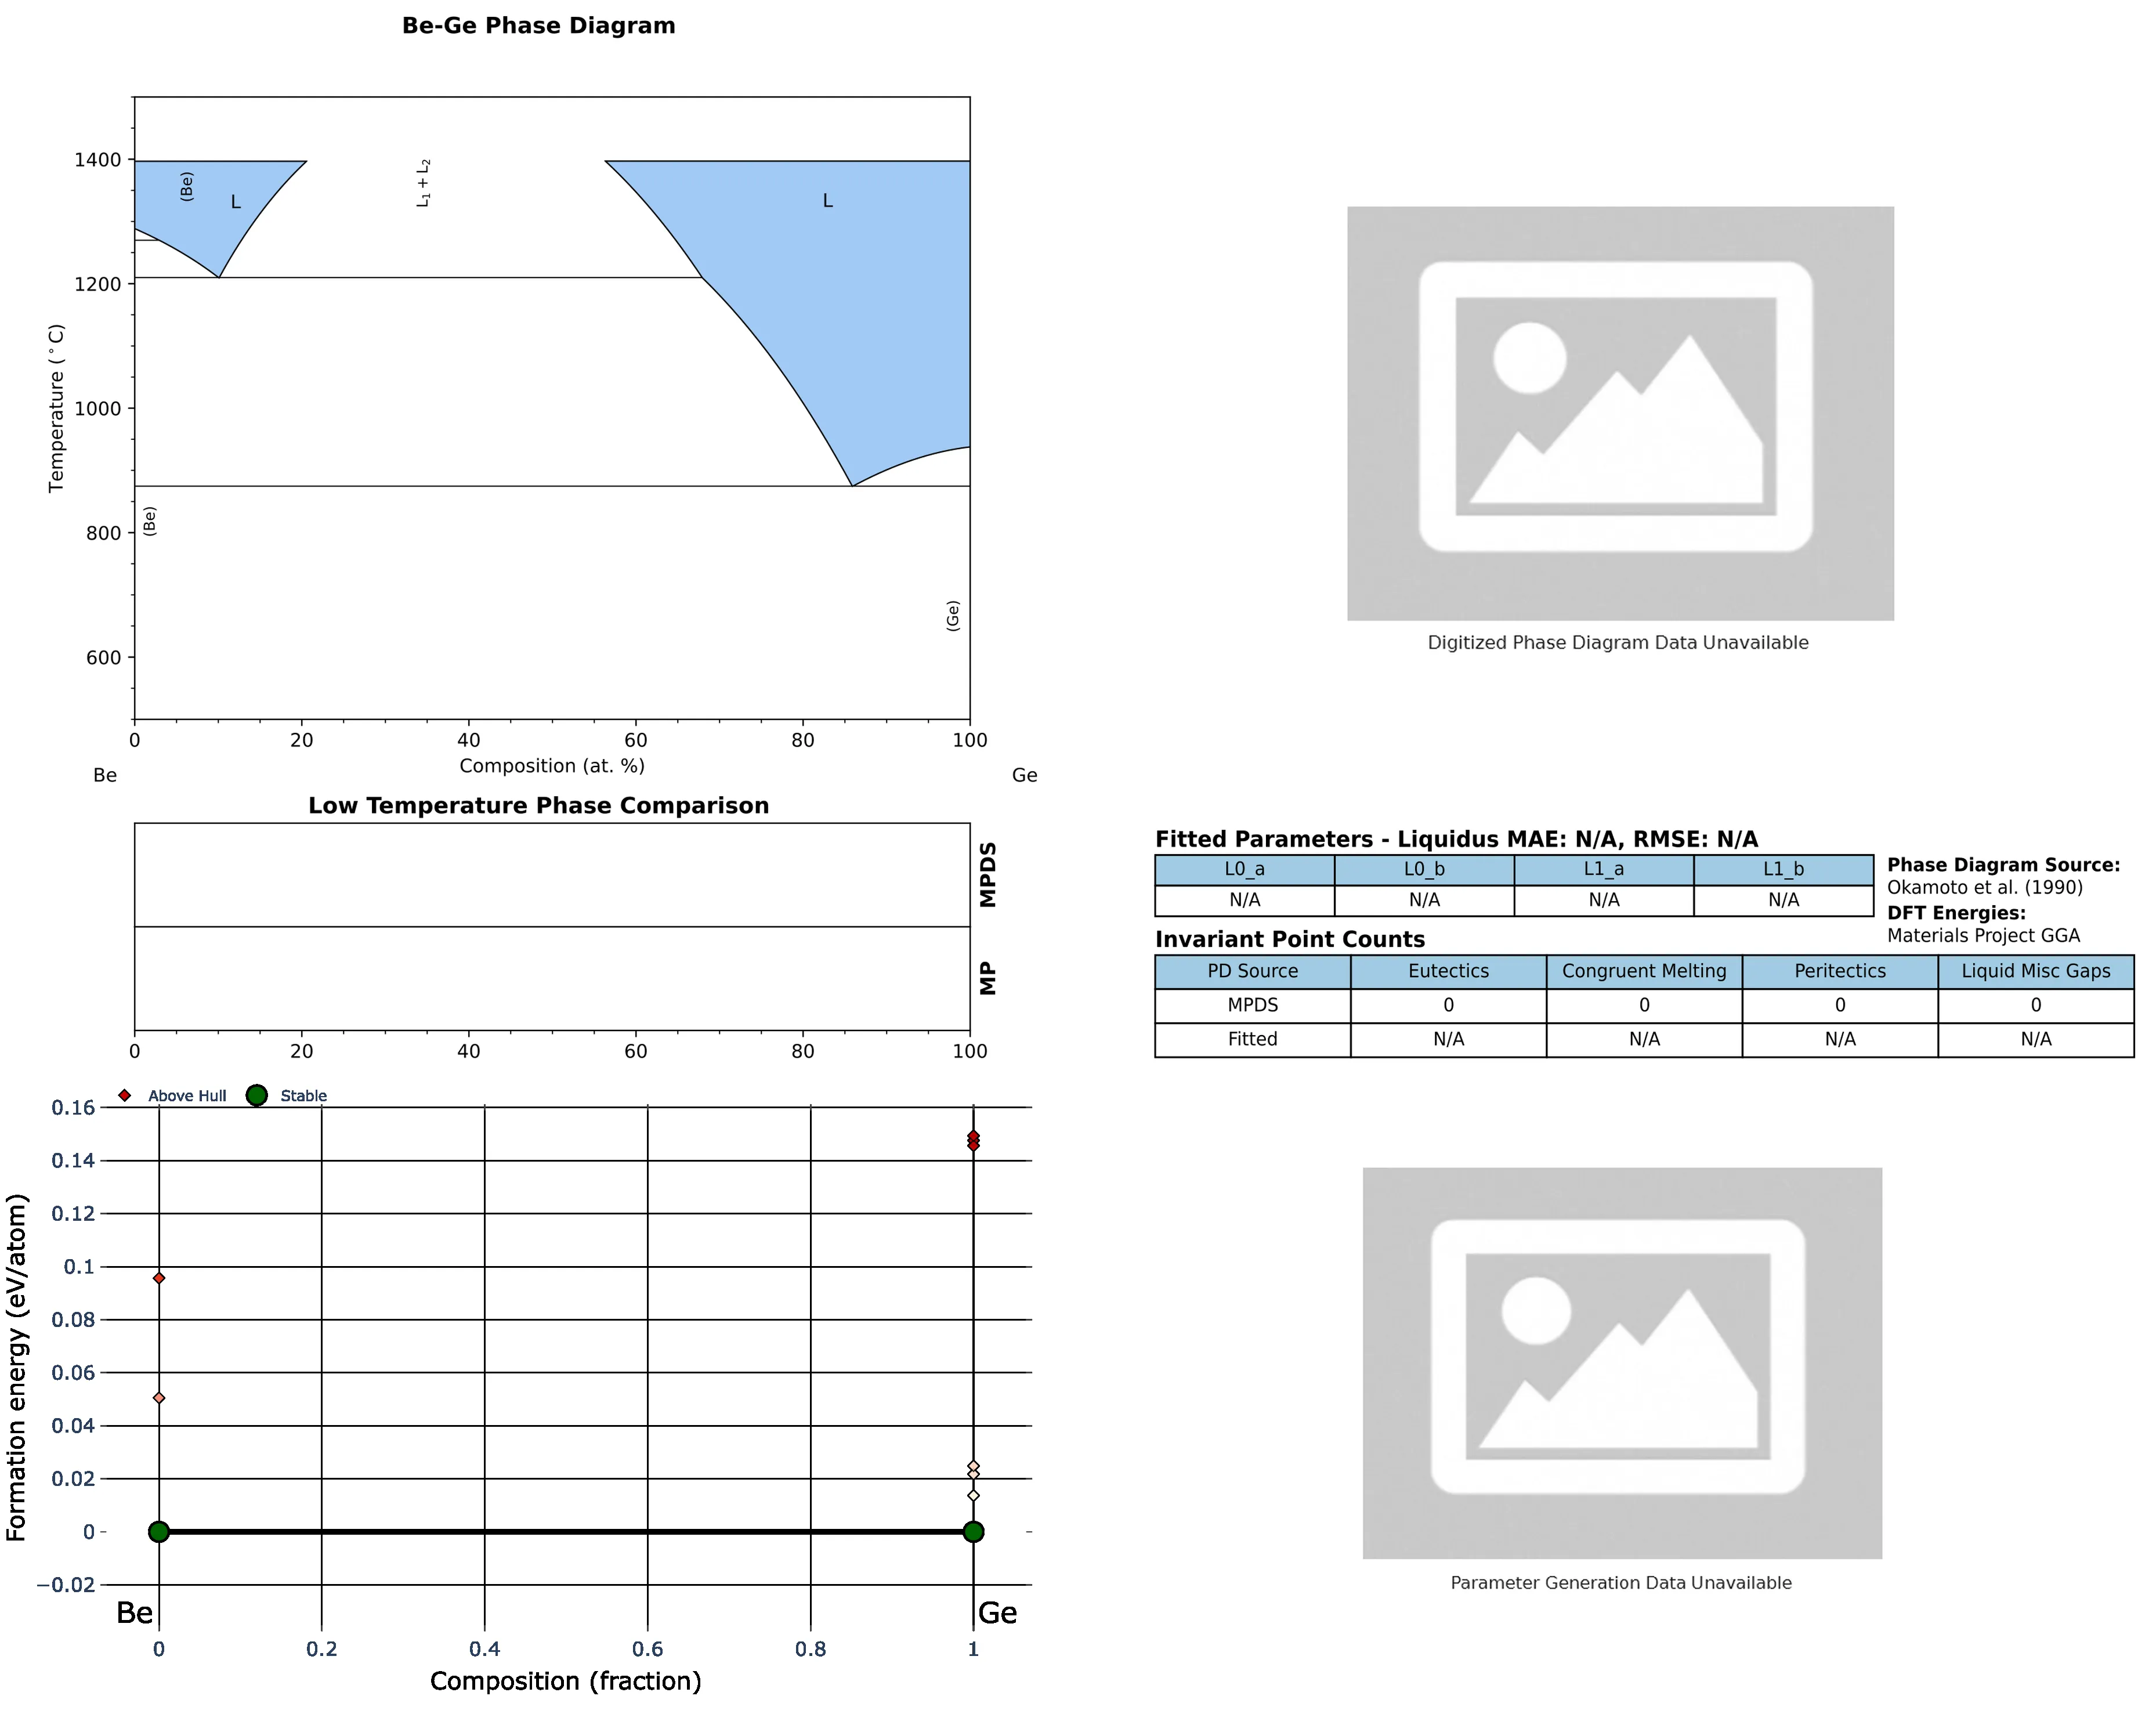 Be-Ge Phase Diagram
1400
1200
1000
800
600
Temperature (°C)
(Be)
L
L₁ + L₂
L
(Be)
(Ge)
0 20 40 60 80 100
Composition (at. %)
Be Ge
Digitized Phase Diagram Data Unavailable
Low Temperature Phase Comparison
MPDS
MP
0 20 40 60 80 100
Fitted Parameters - Liquidus MAE: N/A, RMSE: N/A
L0_a L0_b L1_a L1_b
N/A N/A N/A N/A
Phase Diagram Source:
Okamoto et al. (1990)
DFT Energies:
Materials Project GGA
Invariant Point Counts
PD Source Eutectics Congruent Melting Peritectics Liquid Misc Gaps
MPDS 0 0 0 0
Fitted N/A N/A N/A N/A
Above Hull Stable
0.16
0.14
0.12
0.1
0.08
0.06
0.04
0.02
0
−0.02
Formation energy (eV/atom)
Be Ge
0 0.2 0.4 0.6 0.8 1
Composition (fraction)
Parameter Generation Data Unavailable